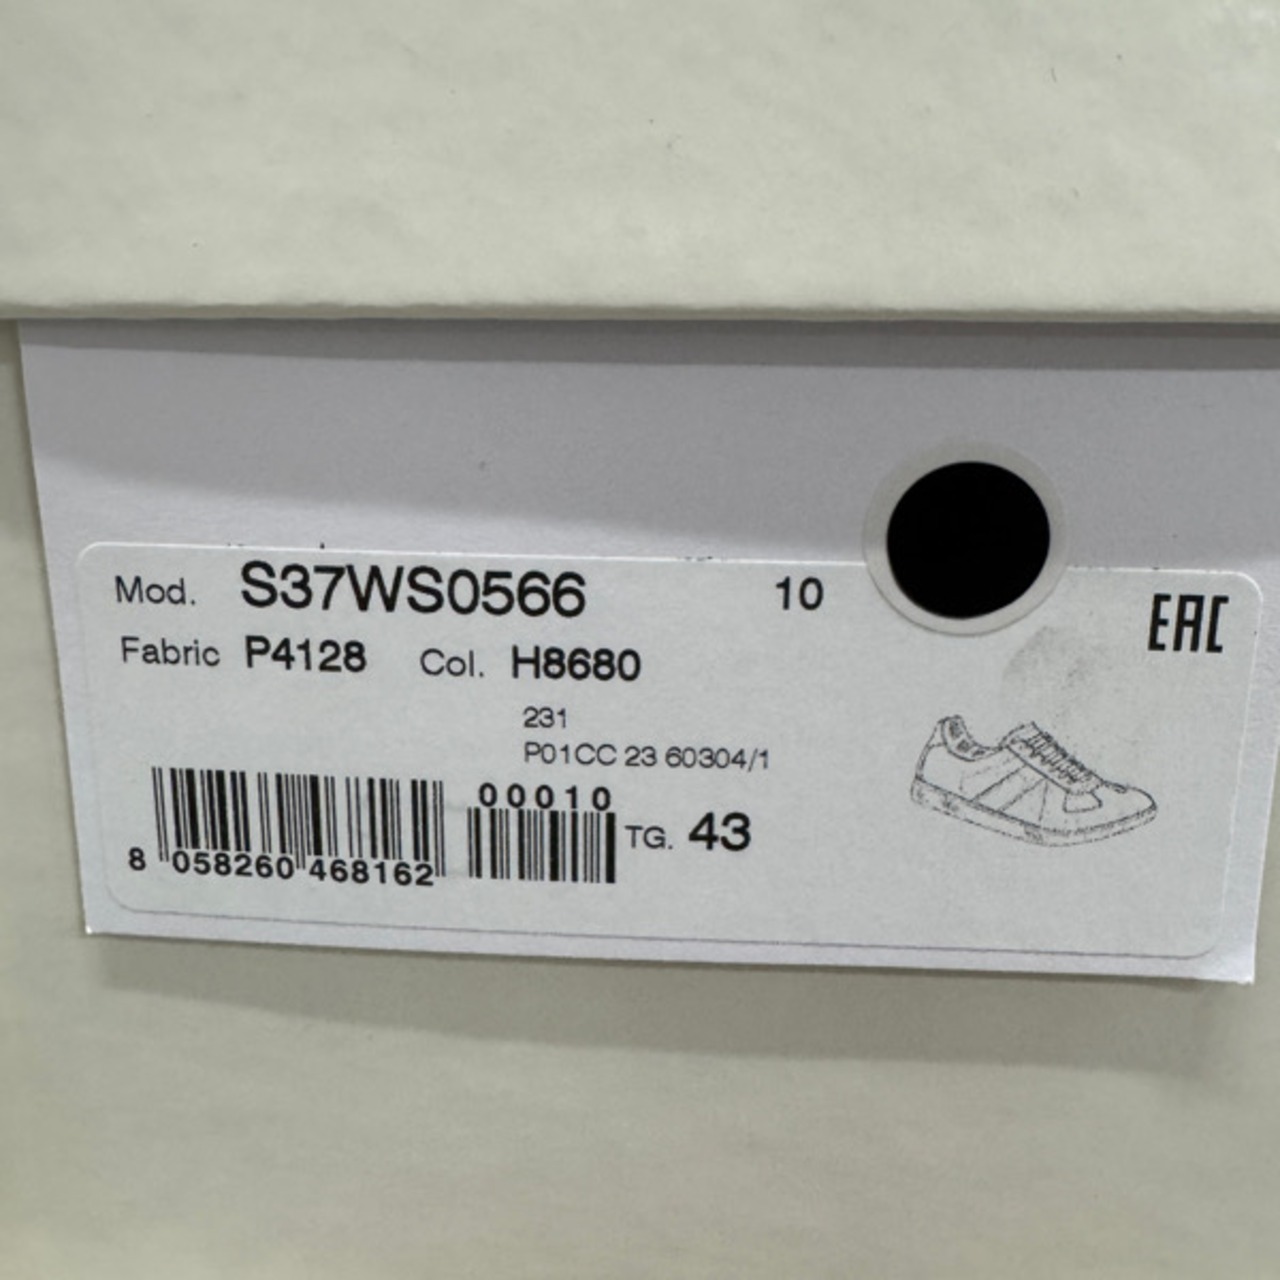 Mod. S37WS0566 10
EAC
Fabric P4128 Col. H8680
231
P01CC 23 60304/1
00010
TG. 43
8 058260 468162